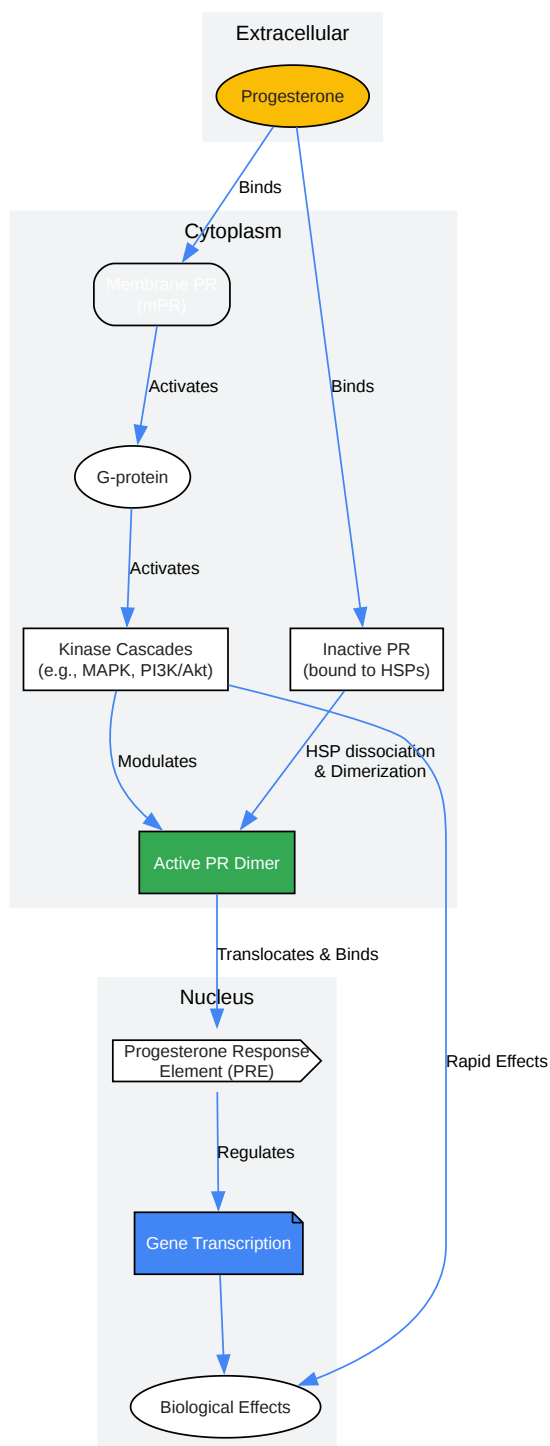 Extracellular
Progesterone
Binds
Cytoplasm
Membrane PR
(mPR)
Activates
Binds
G-protein
Activates
Kinase Cascades
(e.g., MAPK, PI3K/Akt)
Inactive PR
(bound to HSPs)
Modulates
HSP dissociation
& Dimerization
Active PR Dimer
Translocates & Binds
Nucleus
Progesterone Response
Element (PRE)
Rapid Effects
Regulates
Gene Transcription
Biological Effects